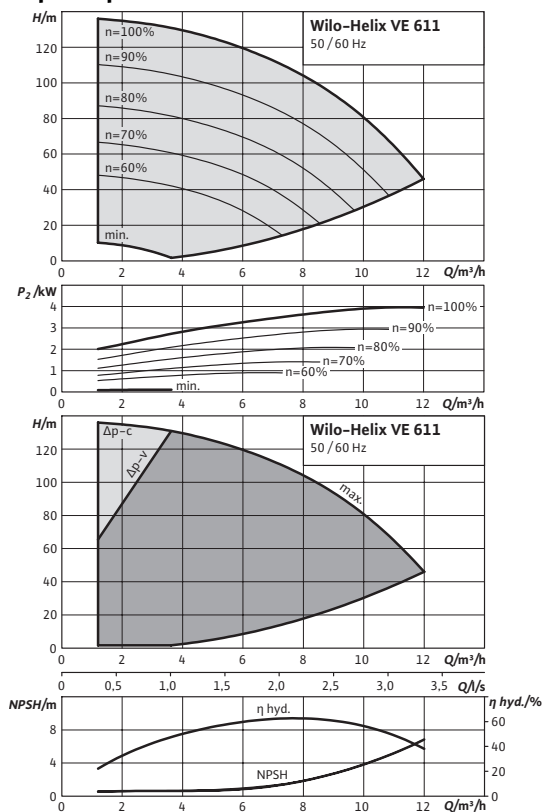 H/m
Wilo-Helix VE 611
50/60 Hz
n=100%
n=90%
n=80%
n=70%
n=60%
min.
120
100
80
60
40
20
0
0 2 4 6 8 10 12 Q/m³/h
P₂/kW
4
3
2
1
0
n=100%
n=90%
n=80%
n=70%
n=60%
min.
0 2 4 6 8 10 12 Q/m³/h
H/m
Wilo-Helix VE 611
50/60 Hz
Δp-c
Δp-v
max.
120
100
80
60
40
20
0
0 2 4 6 8 10 12 Q/m³/h
0 0,5 1,0 1,5 2,0 2,5 3,0 3,5 Q/l/s
NPSH/m
η hyd./%
η hyd.
NPSH
8
4
0
60
40
20
0
0 2 4 6 8 10 12 Q/m³/h